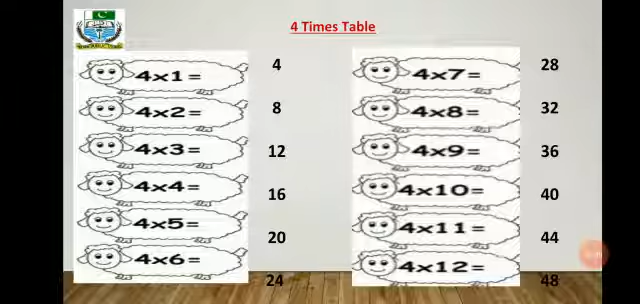 4 Times Table
4x1= 4
4x2= 8
4x3= 12
4x4= 16
4x5= 20
4x6= 24
4x7= 28
4x8= 32
4x9= 36
4x10= 40
4x11= 44
4x12= 48